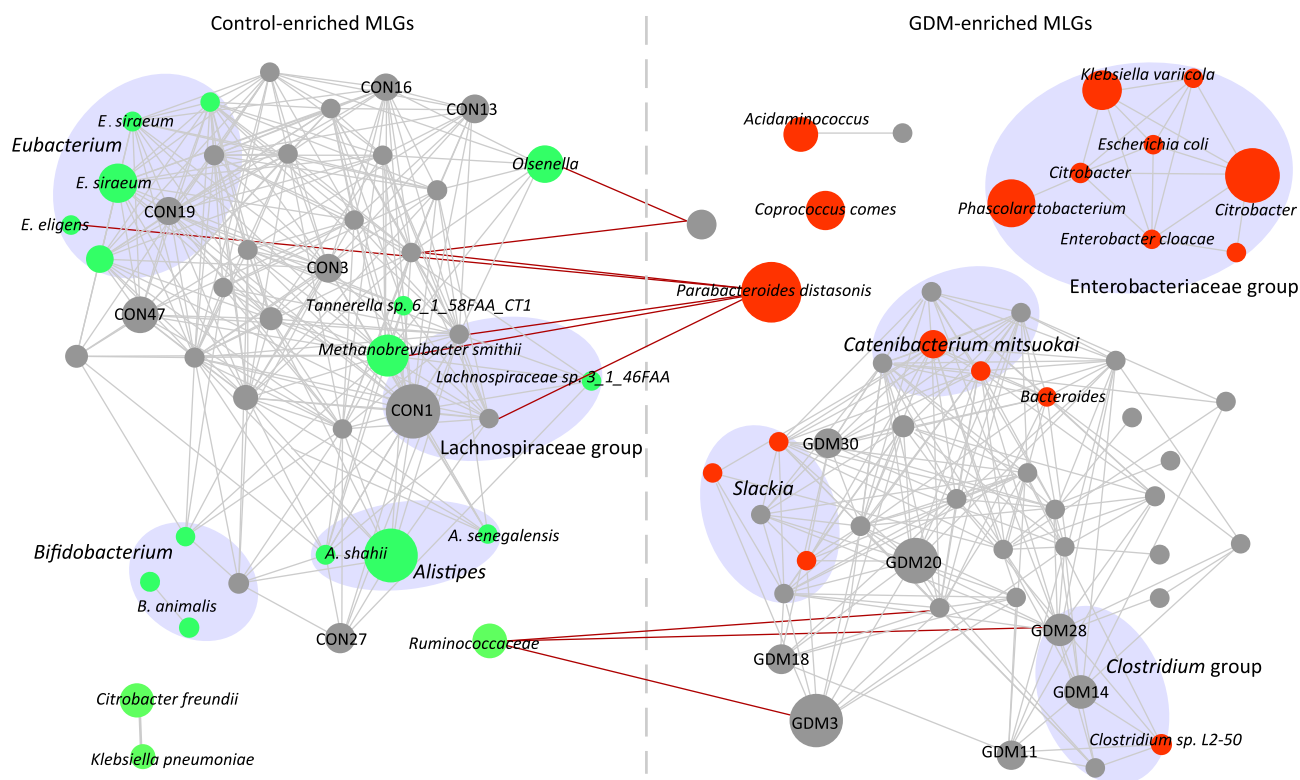 Control-enriched MLGs
GDM-enriched MLGs
CON16
CON13
E. siraeum
Eubacterium
Olsenella
E. siraeum
CON19
E. eligens
CON3
Tannerella sp. 6_1_58FAA_CT1
CON47
Methanobrevibacter smithii
Lachnospiraceae sp. 3_1_46FAA
CON1
Lachnospiraceae group
Bifidobacterium
A. shahii
A. senegalensis
Alistipes
B. animalis
CON27
Ruminococcaceae
Citrobacter freundii
Klebsiella pneumoniae
Klebsiella variicola
Acidaminococcus
Escherichia coli
Citrobacter
Coprococcus comes
Phascolarctobacterium
Citrobacter
Enterobacter cloacae
Parabacteroides distasonis
Enterobacteriaceae group
Catenibacterium mitsuokai
Bacteroides
GDM30
Slackia
GDM20
GDM28
GDM18
Clostridium group
GDM14
GDM3
Clostridium sp. L2-50
GDM11